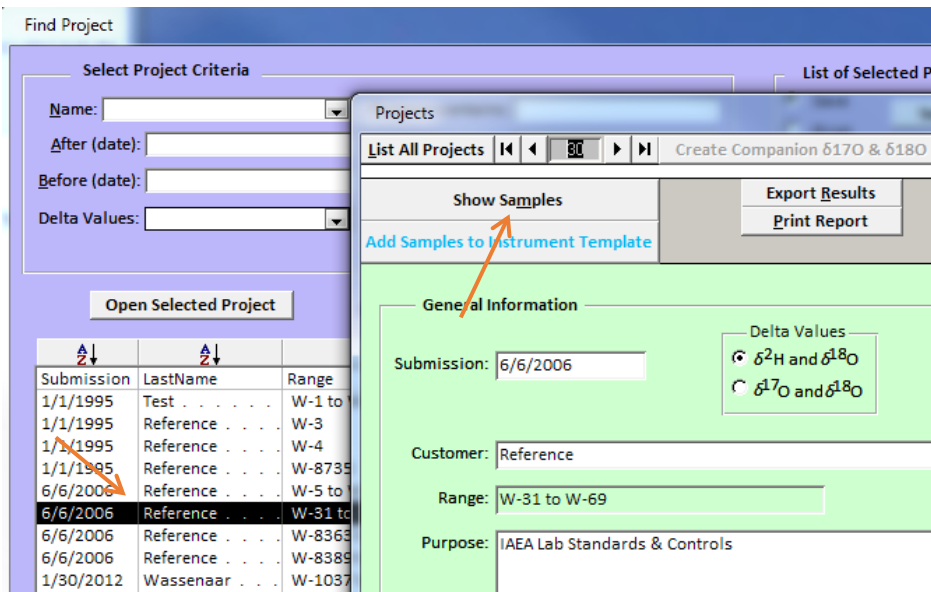 Find Project
Select Project Criteria
List of Selected P
Name:
After (date):
Before (date):
Delta Values:
Open Selected Project
A
Z
A
Z
Submission LastName Range
1/1/1995 Test . . . . . . W-1 to
1/1/1995 Reference . . . . W-3
1/1/1995 Reference . . . . W-4
1/1/1995 Reference . . . . W-8735
6/6/2006 Reference . . . . W-5 to
6/6/2006 Reference . . . . W-31 to
6/6/2006 Reference . . . . W-8363
6/6/2006 Reference . . . . W-8389
1/30/2012 Wassenaar . . . W-1037
Projects
List All Projects 30 Create Companion δ17O & δ18O
Show Samples
Export Results
Print Report
Add Samples to Instrument Template
General Information
Delta Values
Submission: 6/6/2006
δ²H and δ¹⁸O
δ¹⁷O and δ¹⁸O
Customer: Reference
Range: W-31 to W-69
Purpose: IAEA Lab Standards & Controls